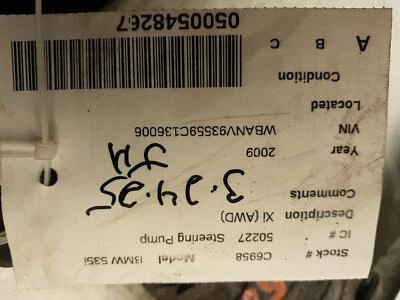 Stock # C6958 Model BMW 535i
IC # 50227 Steering Pump
Description Xi (AWD)
Comments 3-24-25
Year 2009 JM
VIN WBANV93559C136006
Located
Condition
A B C
0500548267